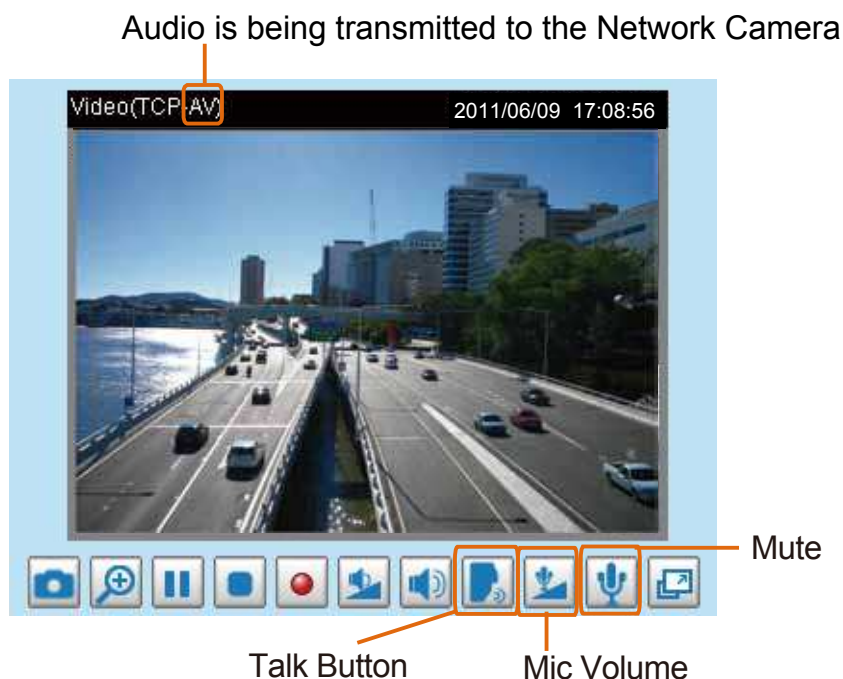 Audio is being transmitted to the Network Camera
Video(TCP-AV)
2011/06/09 17:08:56
Mute
Talk Button
Mic Volume